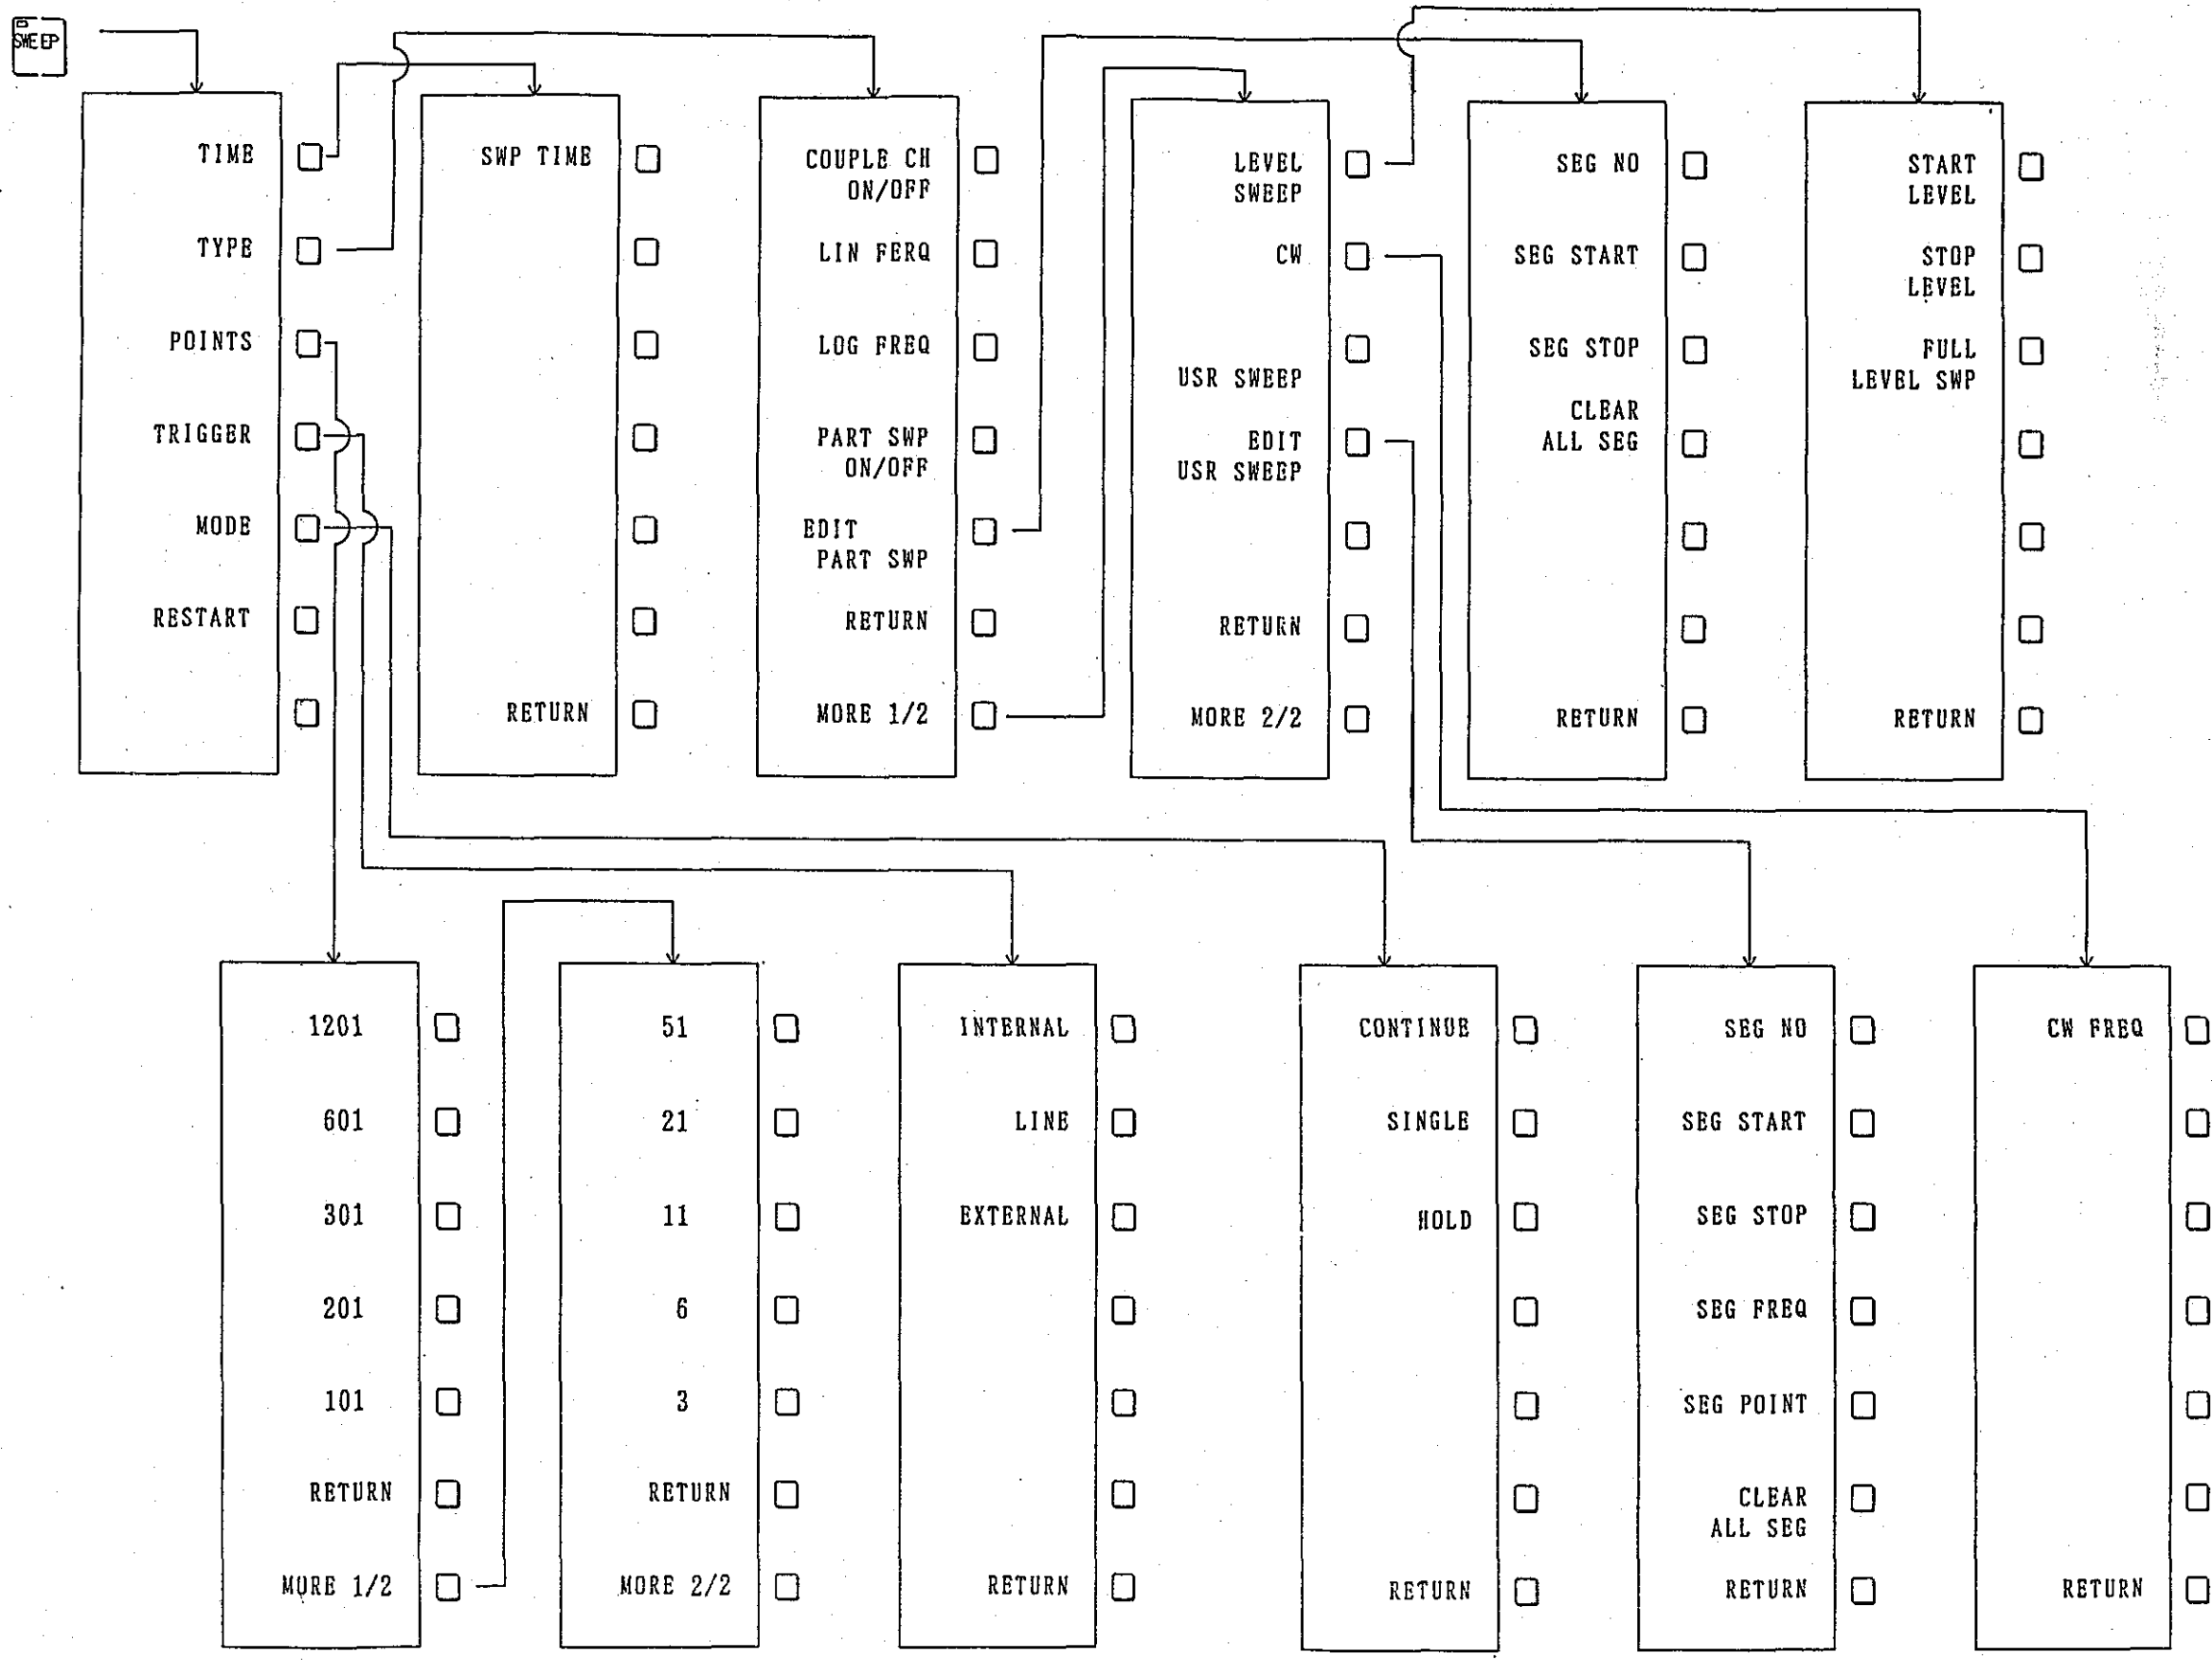 SWEEP
TIME
TYPE
POINTS
TRIGGER
MODE
RESTART
SWP TIME
RETURN
COUPLE CH
ON/OFF
LIN FERQ
LOG FREQ
PART SWP
ON/OFF
EDIT
PART SWP
RETURN
MORE 1/2
LEVEL
SWEEP
CW
USR SWEEP
EDIT
USR SWEEP
RETURN
MORE 2/2
SEG NO
SEG START
SEG STOP
CLEAR
ALL SEG
RETURN
START
LEVEL
STOP
LEVEL
FULL
LEVEL SWP
RETURN
1201
601
301
201
101
RETURN
MORE 1/2
51
21
11
6
3
RETURN
MORE 2/2
INTERNAL
LINE
EXTERNAL
RETURN
CONTINUE
SINGLE
HOLD
RETURN
SEG NO
SEG START
SEG STOP
SEG FREQ
SEG POINT
CLEAR
ALL SEG
RETURN
CW FREQ
RETURN